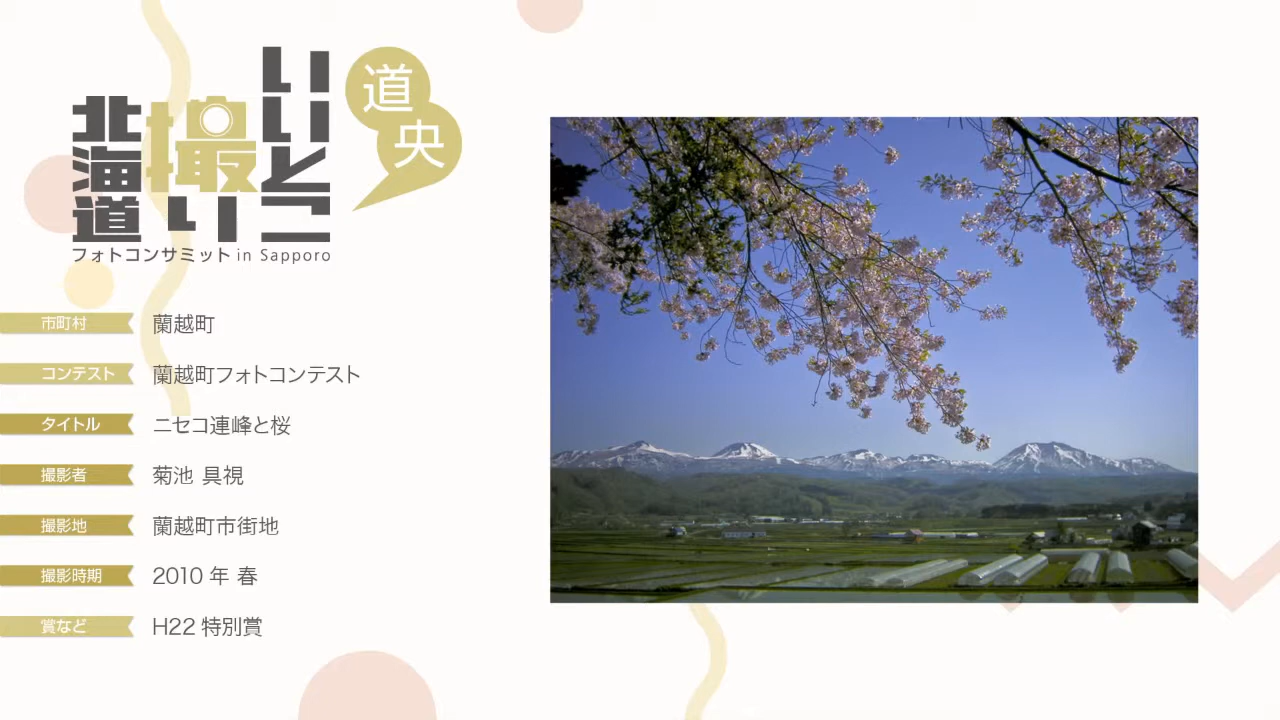 北海道
撮り
いいとこ
道央
フォトコンサミット in Sapporo
市町村 蘭越町
コンテスト 蘭越町フォトコンテスト
タイトル ニセコ連峰と桜
撮影者 菊池 具視
撮影地 蘭越町市街地
撮影時期 2010 年 春
賞など H22 特別賞